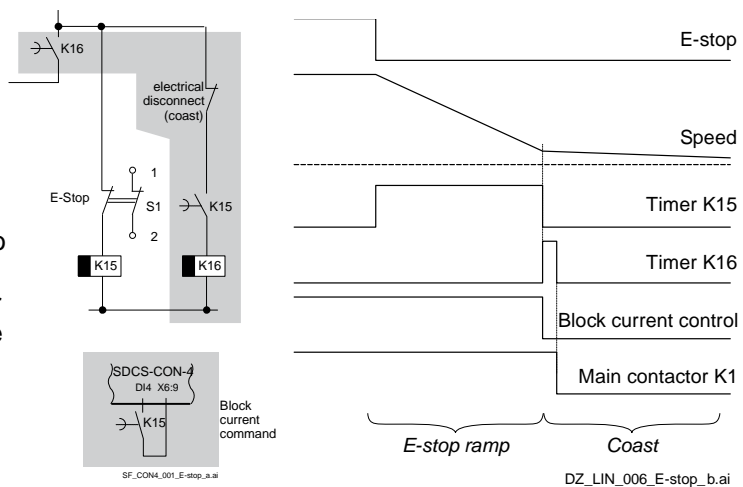 K16
electrical
disconnect
(coast)
1
E-Stop
S1
K15
2
K15
K16
SDCS-CON-4
DI4 X6:9
K15
Block
current
command
SF_CON4_001_E-stop_a.ai
E-stop
Speed
Timer K15
Timer K16
Block current control
Main contactor K1
E-stop ramp
Coast
DZ_LIN_006_E-stop_b.ai